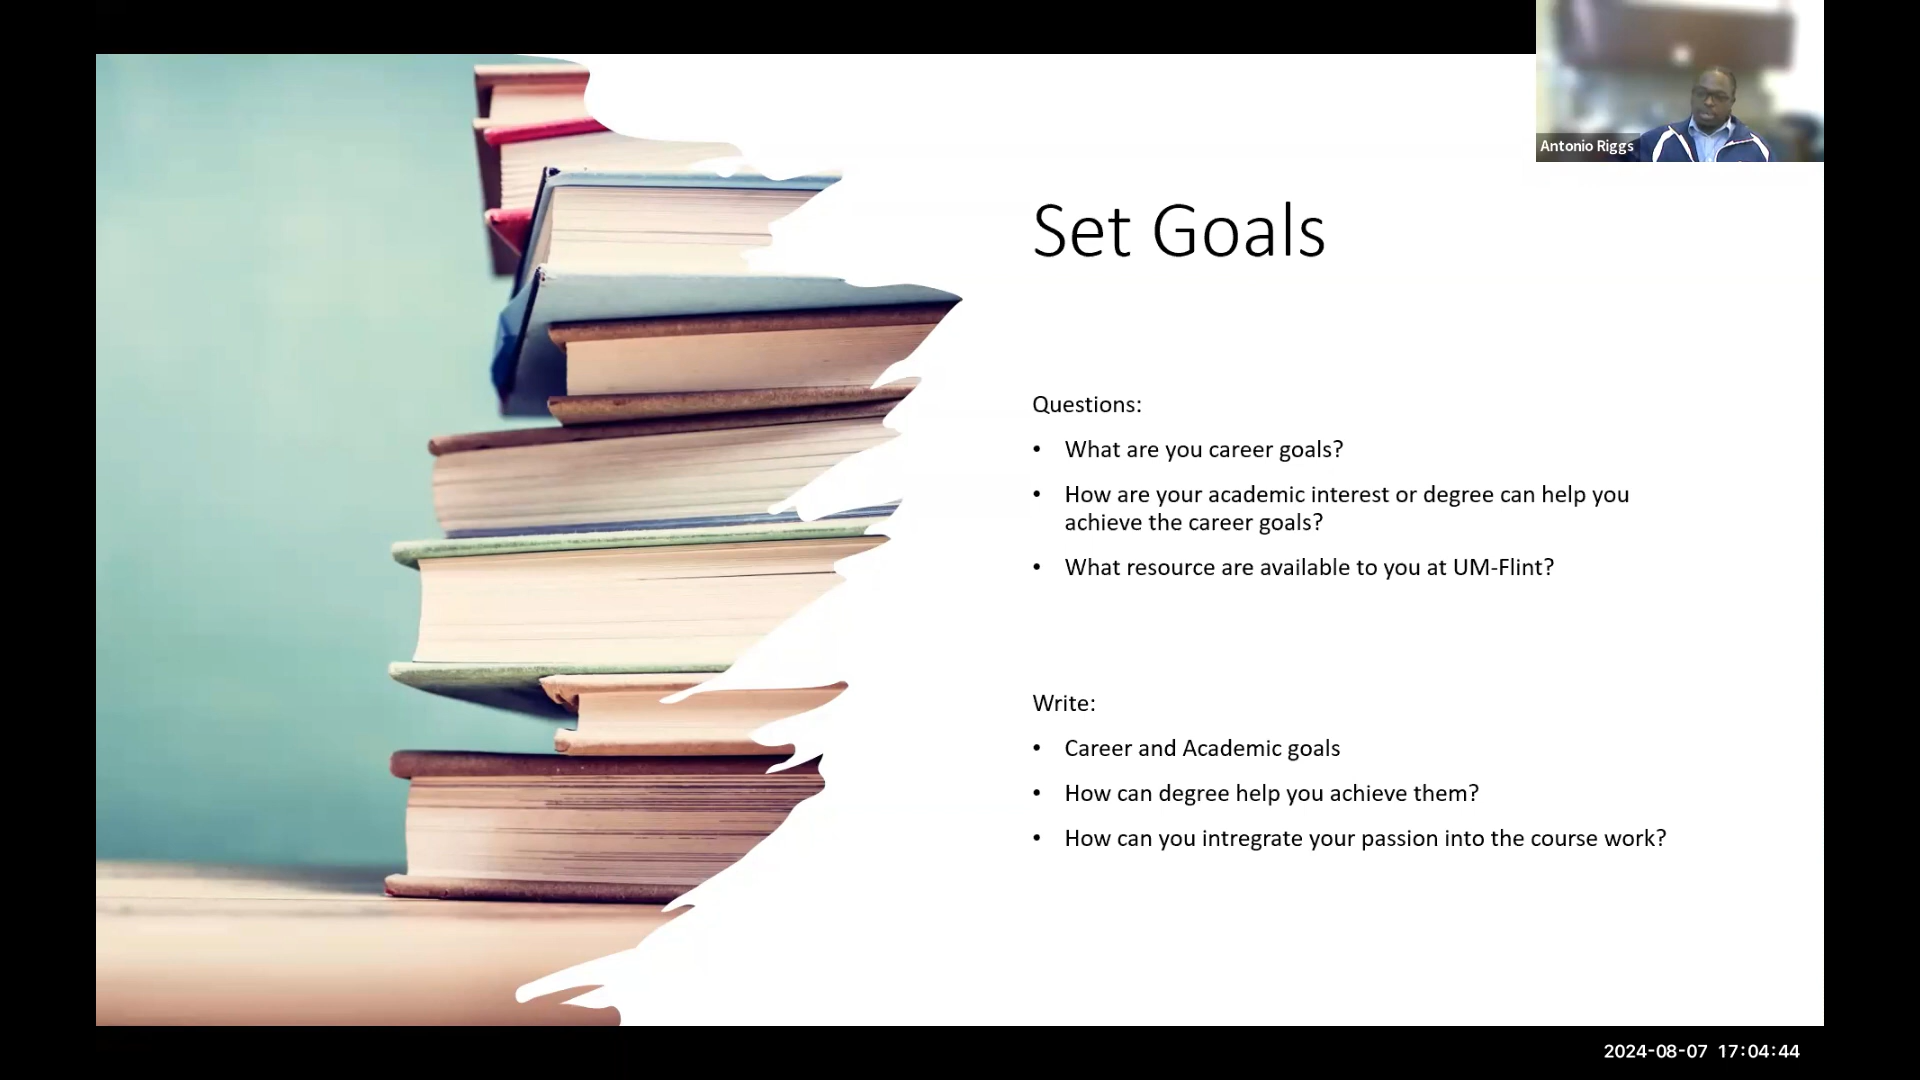 Antonio Riggs
Set Goals
Questions:
• What are you career goals?
• How are your academic interest or degree can help you
achieve the career goals?
• What resource are available to you at UM-Flint?
Write:
• Career and Academic goals
• How can degree help you achieve them?
• How can you intregrate your passion into the course work?
2024-08-07 17:04:44